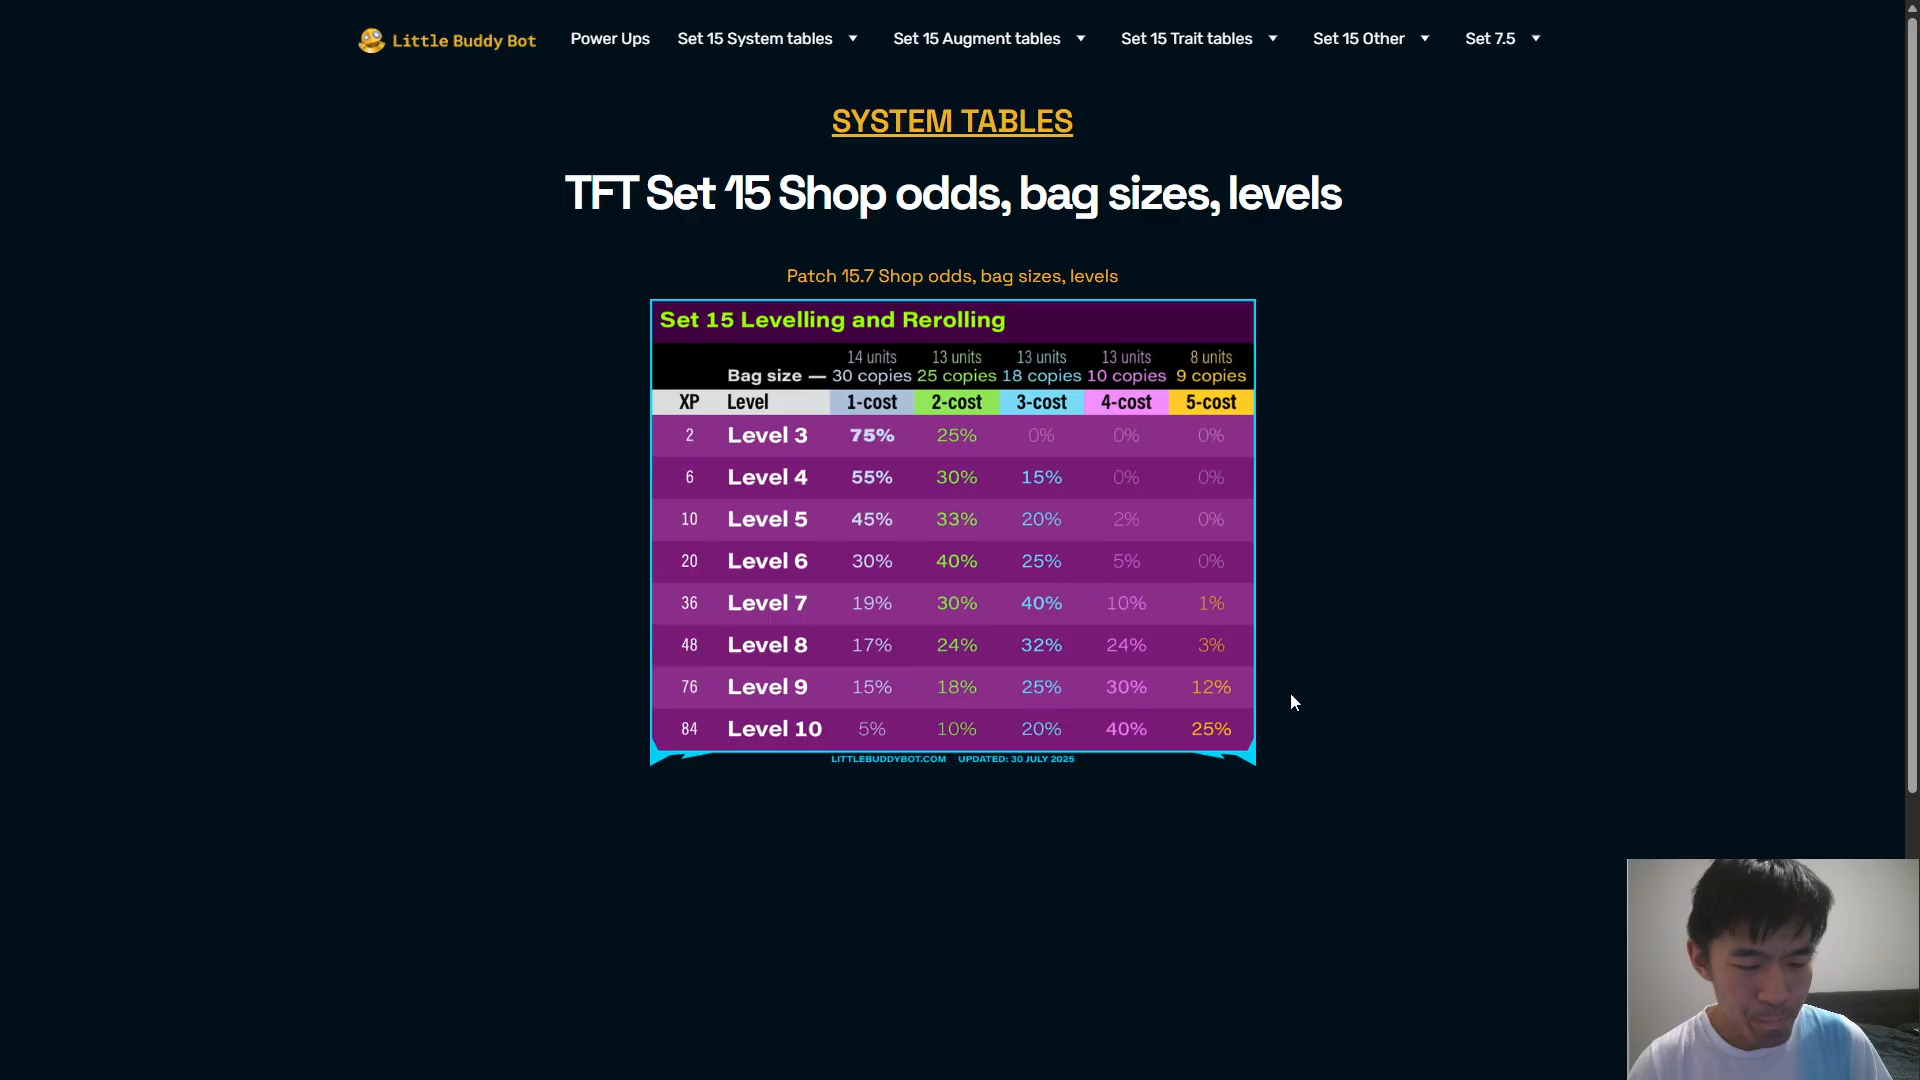 Little Buddy Bot Power Ups Set 15 System tables Set 15 Augment tables Set 15 Trait tables Set 15 Other Set 7.5
SYSTEM TABLES
TFT Set 15 Shop odds, bag sizes, levels
Patch 15.7 Shop odds, bag sizes, levels
Set 15 Levelling and Rerolling
14 units 13 units 13 units 13 units 8 units
Bag size — 30 copies 25 copies 18 copies 10 copies 9 copies
XP Level 1-cost 2-cost 3-cost 4-cost 5-cost
2 Level 3 75% 25% 0% 0% 0%
6 Level 4 55% 30% 15% 0% 0%
10 Level 5 45% 33% 20% 2% 0%
20 Level 6 30% 40% 25% 5% 0%
36 Level 7 19% 30% 40% 10% 1%
48 Level 8 17% 24% 32% 24% 3%
76 Level 9 15% 18% 25% 30% 12%
84 Level 10 5% 10% 20% 40% 25%
LITTLEBUDDYBOT.COM UPDATED: 30 JULY 2025